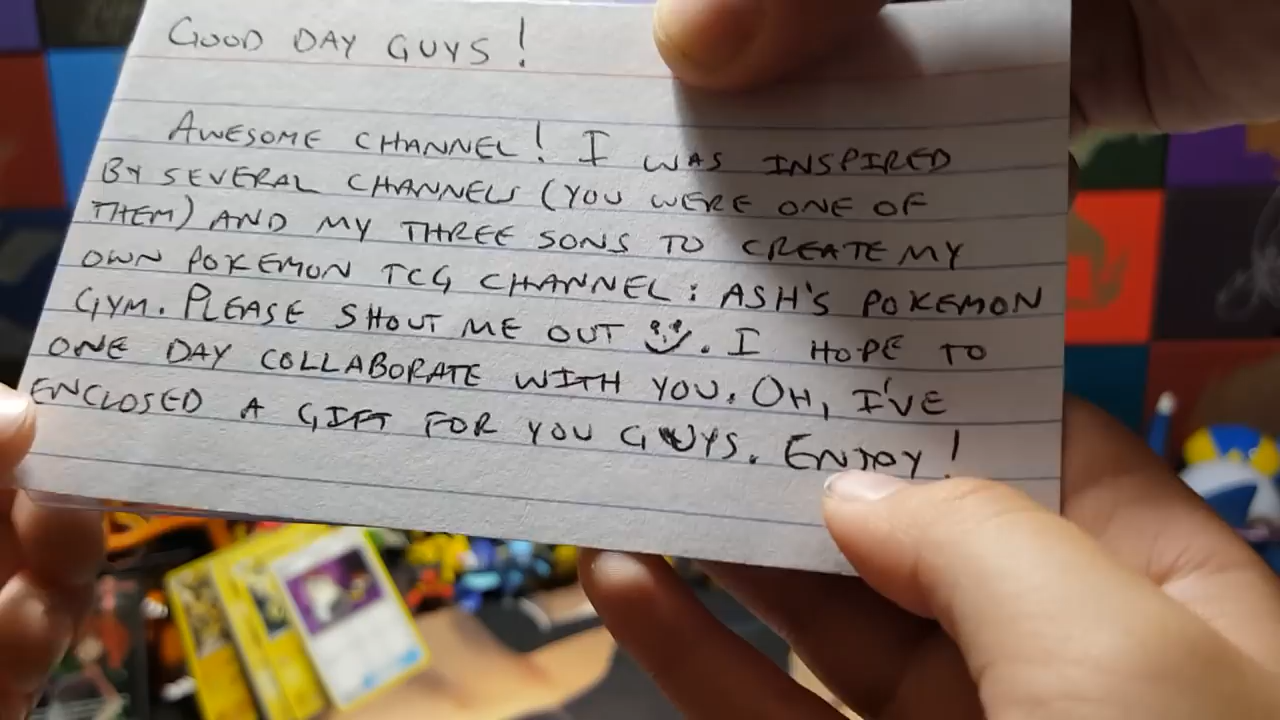 GOOD DAY GUYS!
AWESOME CHANNEL! I WAS INSPIRED
BY SEVERAL CHANNELS (YOU WERE ONE OF
THEM) AND MY THREE SONS TO CREATE MY
OWN POKEMON TCG CHANNEL: ASH'S POKEMON
GYM. PLEASE SHOUT ME OUT. I HOPE TO
ONE DAY COLLABORATE WITH YOU. OH, I'VE
ENCLOSED A GIFT FOR YOU GUYS. ENJOY!